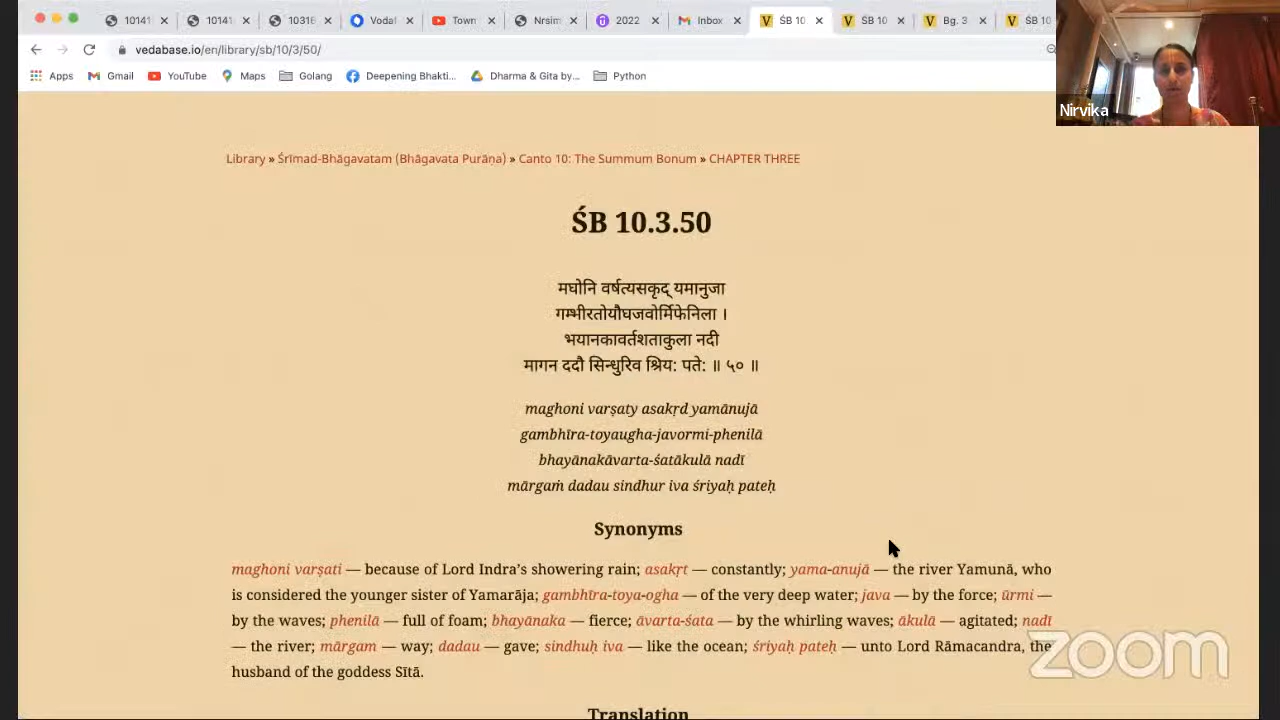 10141
10141
10316
Vodaf
Town
Nrsim
2022
Inbox
ŚB 10
ŚB 10
Bg. 3
ŚB 10
vedabase.io/en/library/sb/10/3/50/
Apps Gmail YouTube Maps Golang Deepening Bhakti... Dharma & Gita by... Python
Nirvika
Library » Śrīmad-Bhāgavatam (Bhāgavata Purāṇa) » Canto 10: The Summum Bonum » CHAPTER THREE
ŚB 10.3.50
मघोनि वर्षत्यसकृद् यमानुजा
गम्भीरतोयौघजवोर्मिफेनिला ।
भयानकावर्तशताकुला नदी
मागन ददौ सिन्धुरिव श्रिय: पते: ॥ ५० ॥
maghoni varṣaty asakṛd yamānujā
gambhīra-toyaugha-javormi-phenilā
bhayānakāvarta-śatākulā nadī
mārgaṁ dadau sindhur iva śriyaḥ pateḥ
Synonyms
maghoni varṣati — because of Lord Indra’s showering rain; asakṛt — constantly; yama-anujā — the river Yamunā, who
is considered the younger sister of Yamarāja; gambhīra-toya-ogha — of the very deep water; java — by the force; ūrmi —
by the waves; phenilā — full of foam; bhayānaka — fierce; āvarta-śata — by the whirling waves; ākulā — agitated; nadī
— the river; mārgam — way; dadau — gave; sindhuḥ iva — like the ocean; śriyaḥ pateḥ — unto Lord Rāmacandra, the
husband of the goddess Sītā.
zoom
Translation